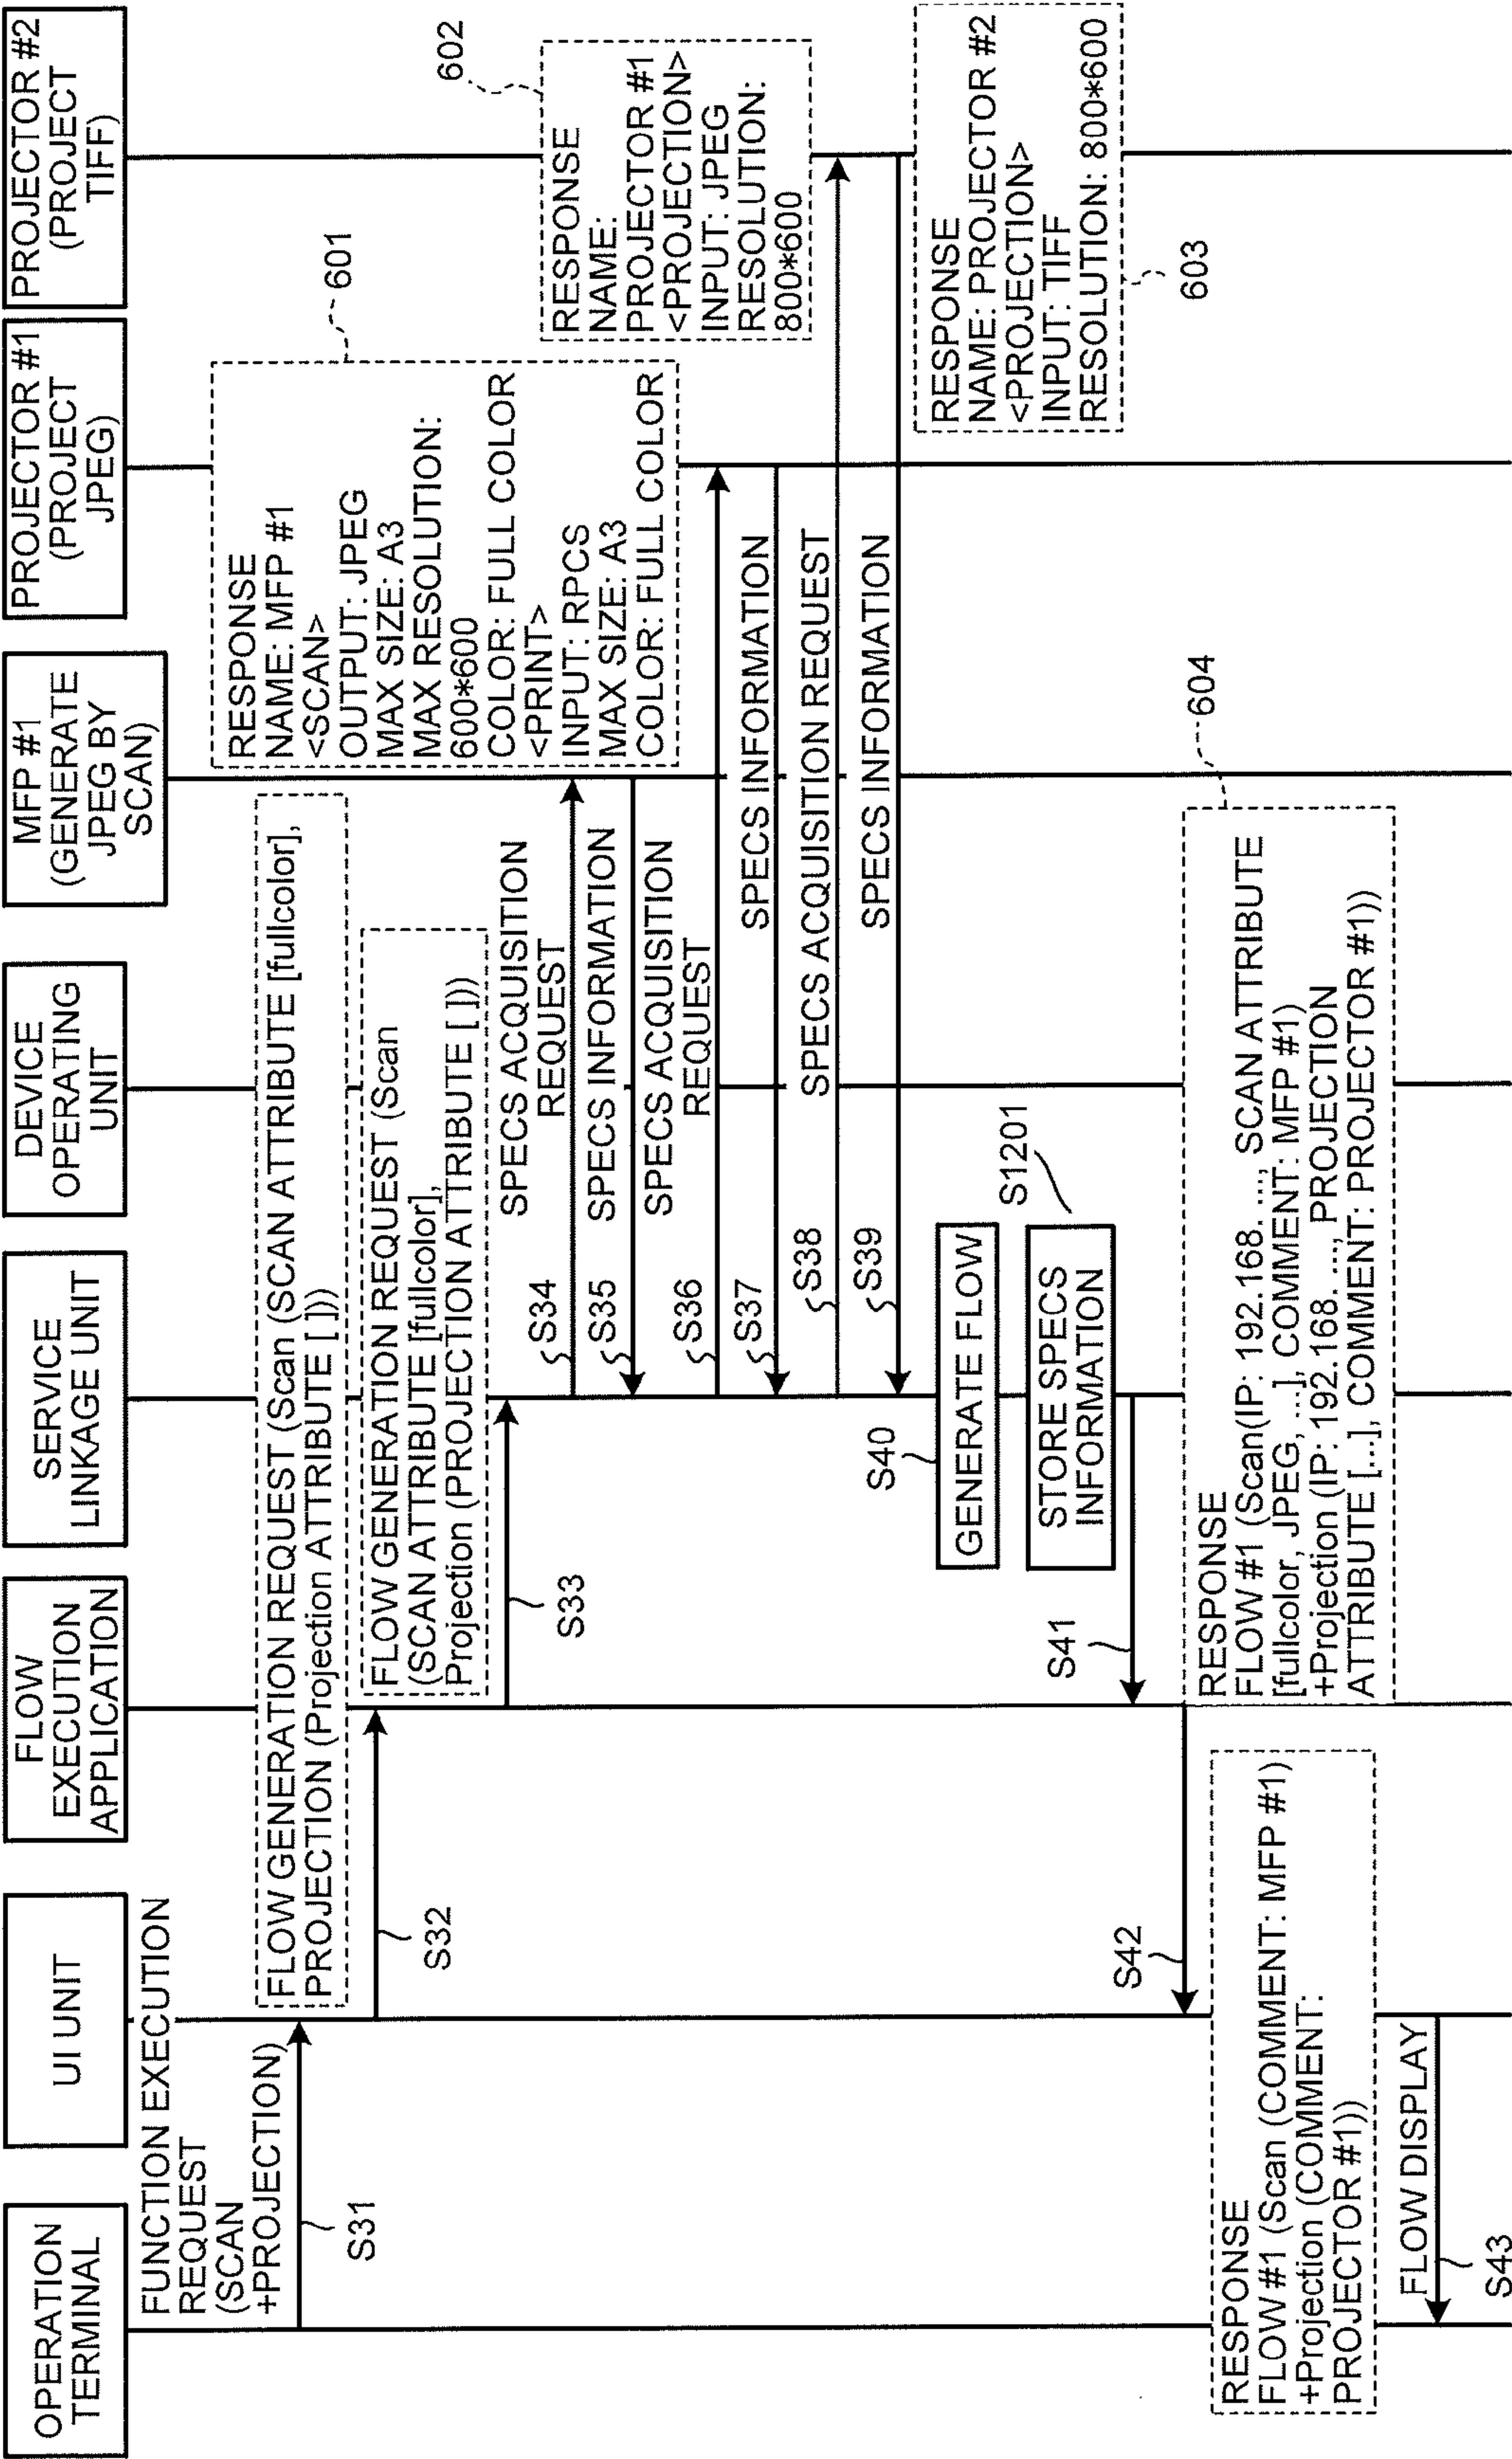 OPERATION
TERMINAL
UI UNIT
FLOW
EXECUTION
APPLICATION
SERVICE
LINKAGE UNIT
DEVICE
OPERATING
UNIT
MFP #1
(GENERATE
JPEG BY
SCAN)
PROJECTOR #1
(PROJECT
JPEG)
PROJECTOR #2
(PROJECT
TIFF)
FUNCTION EXECUTION
REQUEST
(SCAN
+PROJECTION)
S31
FLOW GENERATION REQUEST (Scan (SCAN ATTRIBUTE [fullcolor],
PROJECTION (Projection ATTRIBUTE [ ]))
S32
FLOW GENERATION REQUEST (Scan
(SCAN ATTRIBUTE [fullcolor],
Projection (PROJECTION ATTRIBUTE [ ]))
S33
RESPONSE
NAME: MFP #1
<SCAN>
OUTPUT: JPEG
MAX SIZE: A3
MAX RESOLUTION:
600*600
COLOR: FULL COLOR
<PRINT>
INPUT: RPCS
MAX SIZE: A3
COLOR: FULL COLOR
601
SPECS ACQUISITION
REQUEST
S34
SPECS INFORMATION
S35
SPECS ACQUISITION
REQUEST
S36
RESPONSE
NAME:
PROJECTOR #1
<PROJECTION>
INPUT: JPEG
RESOLUTION:
800*600
602
SPECS INFORMATION
S37
SPECS ACQUISITION REQUEST
S38
SPECS INFORMATION
S39
RESPONSE
NAME: PROJECTOR #2
<PROJECTION>
INPUT: TIFF
RESOLUTION: 800*600
603
S40
GENERATE FLOW
STORE SPECS
INFORMATION
S1201
S41
RESPONSE
FLOW #1 (Scan(IP: 192.168. ..., SCAN ATTRIBUTE
[fullcolor, JPEG, ...], COMMENT: MFP #1)
+Projection (IP: 192.168. ..., PROJECTION
ATTRIBUTE [...], COMMENT: PROJECTOR #1))
604
S42
RESPONSE
FLOW #1 (Scan (COMMENT: MFP #1)
+Projection (COMMENT:
PROJECTOR #1))
FLOW DISPLAY
S43